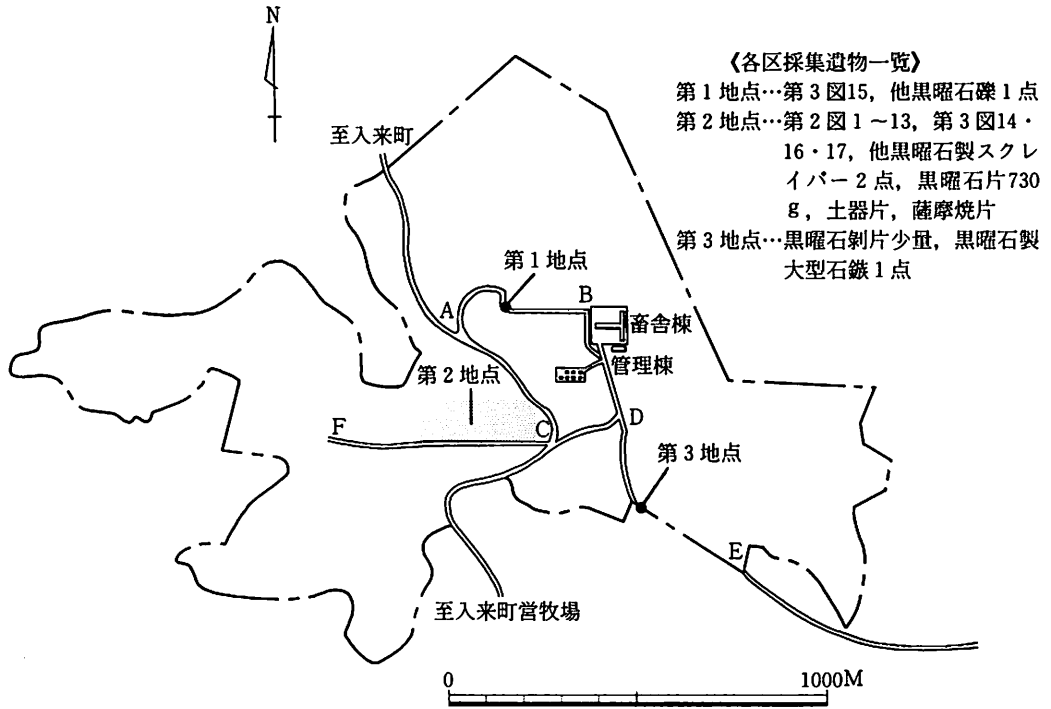 N
《各区採集遺物一覧》
第1地点…第3図15，他黒曜石礫1点
第2地点…第2図1～13，第3図14・
16・17，他黒曜石製スクレ
イパー2点，黒曜石片730
g，土器片，薩摩焼片
第3地点…黒曜石剝片少量，黒曜石製
大型石鏃1点
至入来町
第1地点
A
B
畜舎棟
管理棟
第2地点
F
C
D
第3地点
E
至入来町営牧場
0
1000M